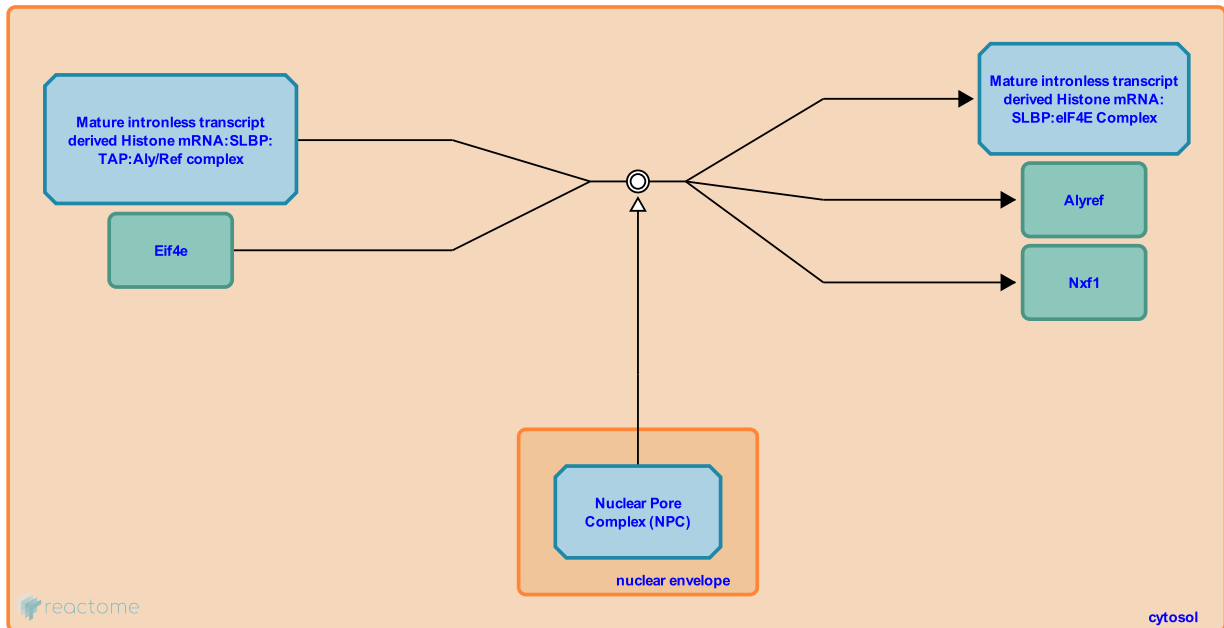 Mature intronless transcript
derived Histone mRNA:SLBP:
TAP:Aly/Ref complex
Eif4e
Mature intronless transcript
derived Histone mRNA:
SLBP:eIF4E Complex
Alyref
Nxf1
Nuclear Pore
Complex (NPC)
nuclear envelope
reactome
cytosol